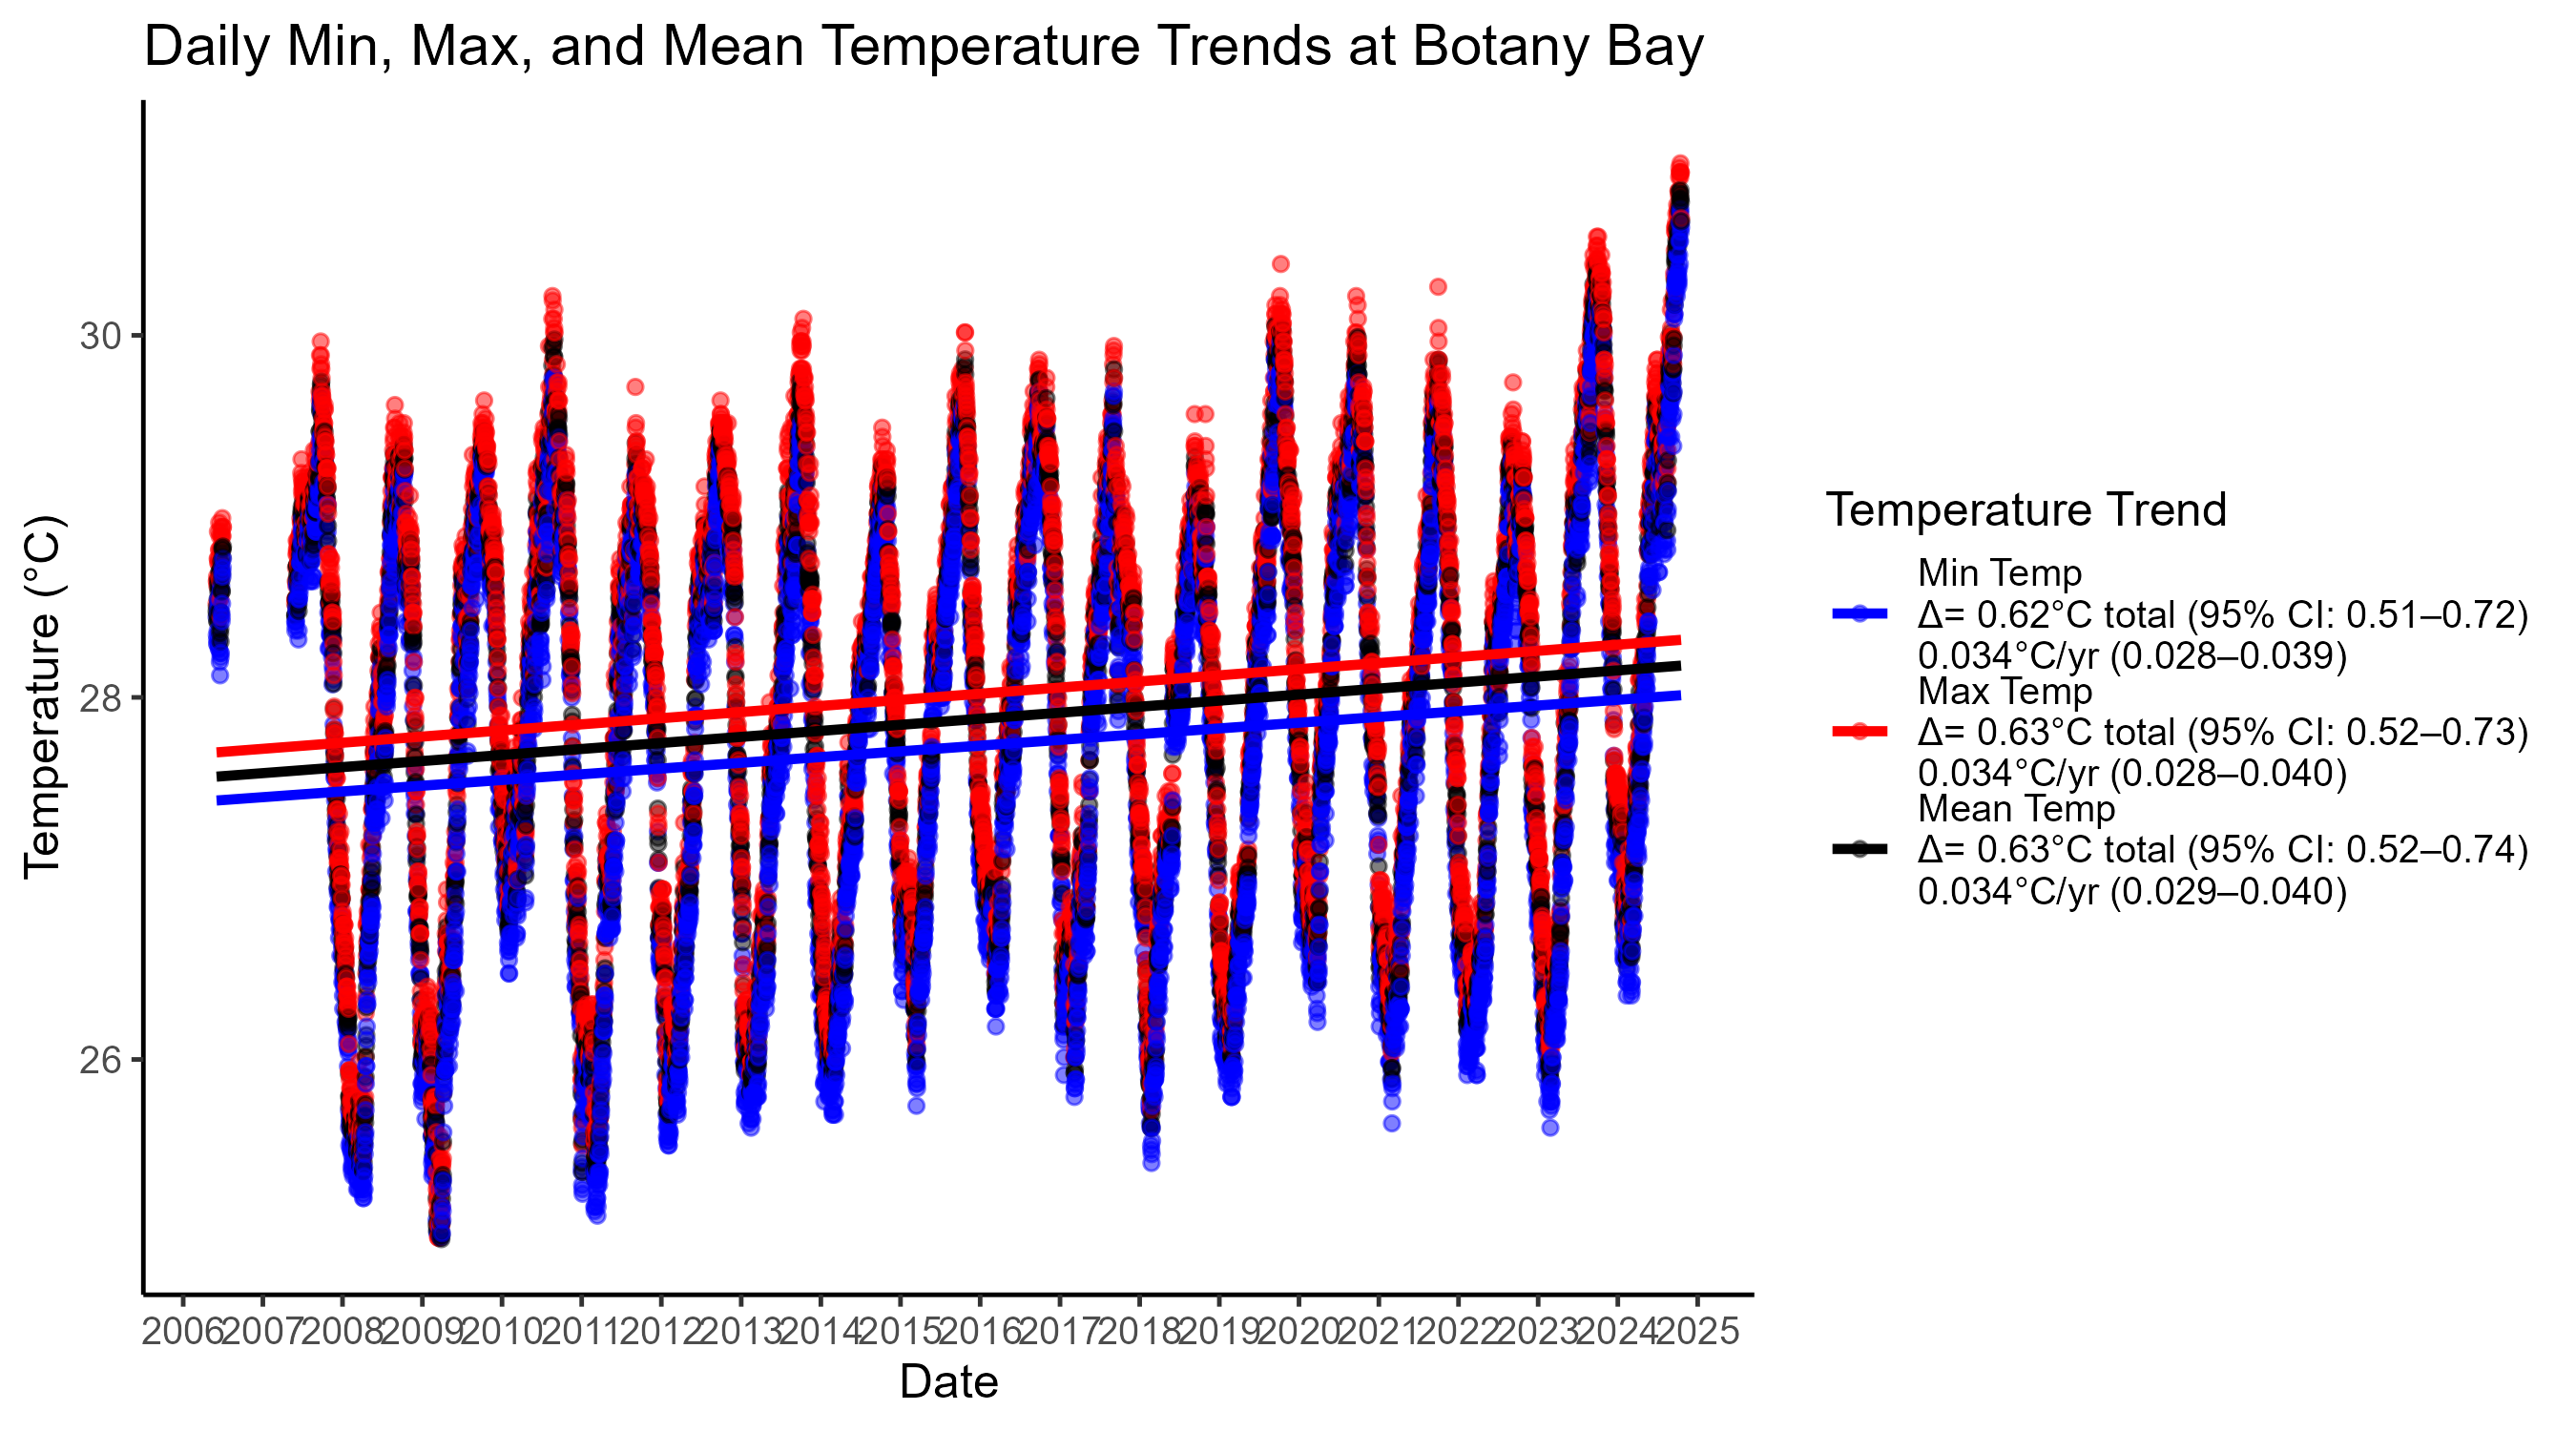 Daily Min, Max, and Mean Temperature Trends at Botany Bay
Temperature (°C)
30
28
26
2006 2007 2008 2009 2010 2011 2012 2013 2014 2015 2016 2017 2018 2019 2020 2021 2022 2023 2024 2025
Date
Temperature Trend
Min Temp
Δ= 0.62°C total (95% CI: 0.51–0.72)
0.034°C/yr (0.028–0.039)
Max Temp
Δ= 0.63°C total (95% CI: 0.52–0.73)
0.034°C/yr (0.028–0.040)
Mean Temp
Δ= 0.63°C total (95% CI: 0.52–0.74)
0.034°C/yr (0.029–0.040)